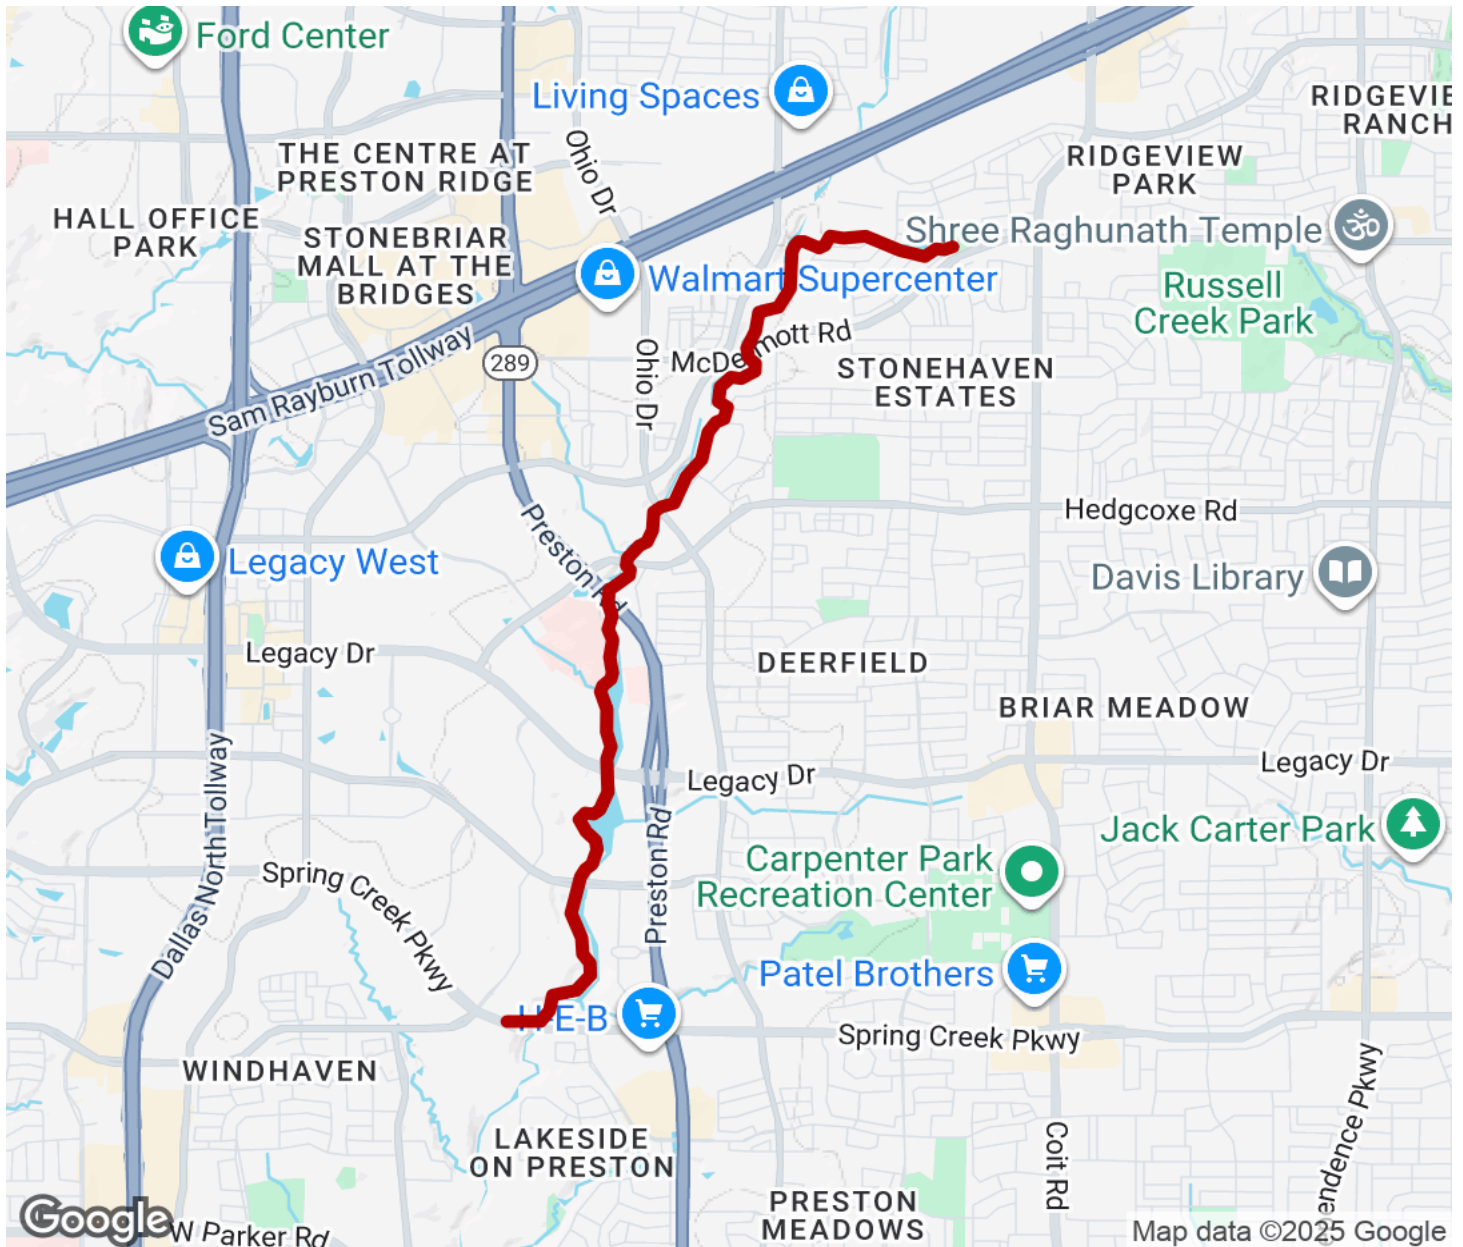 Ford Center
Living Spaces
RIDGEVIE
RANCH
Ohio Dr
THE CENTRE AT
PRESTON RIDGE
RIDGEVIEW
PARK
HALL OFFICE
PARK
STONEBRIAR
MALL AT THE
BRIDGES
Shree Raghunath Temple
Walmart Supercenter
Russell
Creek Park
Sam Rayburn Tollway
289
Ohio Dr
McDermott Rd
STONEHAVEN
ESTATES
Preston Rd
Hedgcoxe Rd
Legacy West
Davis Library
Legacy Dr
DEERFIELD
BRIAR MEADOW
Legacy Dr
Legacy Dr
Dallas North Tollway
Preston Rd
Jack Carter Park
Carpenter Park
Recreation Center
Spring Creek Pkwy
Patel Brothers
H-E-B
Spring Creek Pkwy
WINDHAVEN
LAKESIDE
ON PRESTON
Coit Rd
endence Pkwy
PRESTON
MEADOWS
Google
W Parker Rd
Map data ©2025 Google